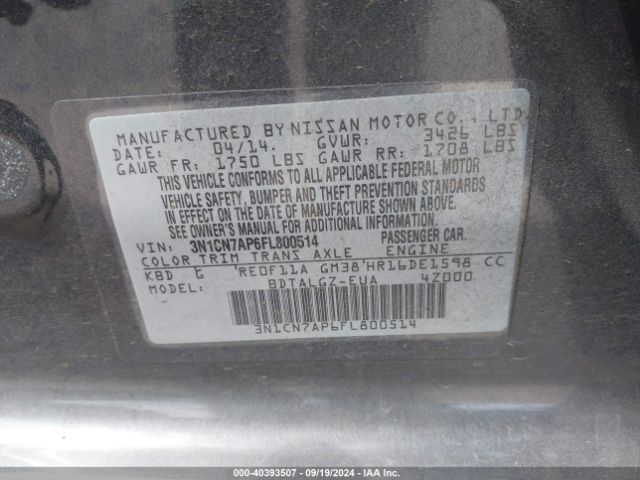 MANUFACTURED BY NISSAN MOTOR CO., LTD.
DATE: 04/14. GVWR: 3426 LBS
GAWR FR: 1750 LBS GAWR RR: 1708 LBS
THIS VEHICLE CONFORMS TO ALL APPLICABLE FEDERAL MOTOR
VEHICLE SAFETY, BUMPER AND THEFT PREVENTION STANDARDS
IN EFFECT ON THE DATE OF MANUFACTURE SHOWN ABOVE.
SEE OWNER'S MANUAL FOR ADDITIONAL INFORMATION
VIN: 3N1CN7AP6FL800514 PASSENGER CAR.
COLOR TRIM TRANS AXLE ENGINE
KBD G RE0F11A GM38 HR16DE1598 CC
MODEL: BDTALGZ-EUA 4Z000
3N1CN7AP6FL800514
000-40393507 - 09/19/2024 - IAA Inc.